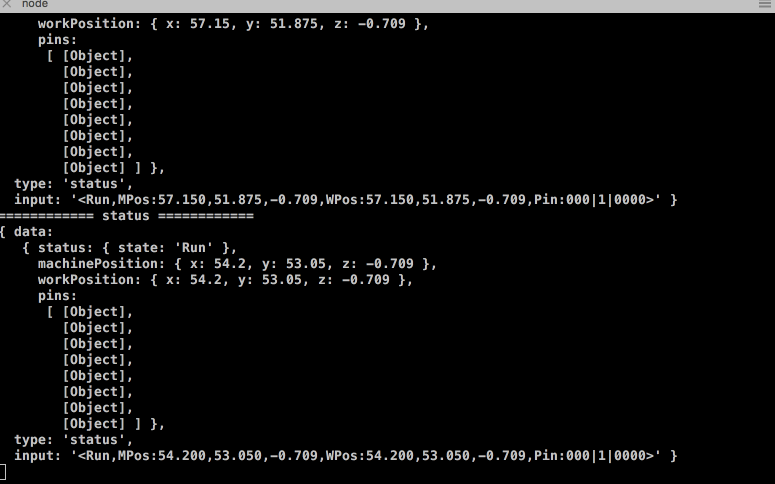 node
workPosition: { x: 57.15, y: 51.875, z: -0.709 },
pins:
[ [Object],
[Object],
[Object],
[Object],
[Object],
[Object],
[Object],
[Object] ] },
type: 'status',
input: '<Run,MPos:57.150,51.875,-0.709,WPos:57.150,51.875,-0.709,Pin:000|1|0000>' }
============ status ============
{ data:
{ status: { state: 'Run' },
machinePosition: { x: 54.2, y: 53.05, z: -0.709 },
workPosition: { x: 54.2, y: 53.05, z: -0.709 },
pins:
[ [Object],
[Object],
[Object],
[Object],
[Object],
[Object],
[Object],
[Object] ] },
type: 'status',
input: '<Run,MPos:54.200,53.050,-0.709,WPos:54.200,53.050,-0.709,Pin:000|1|0000>' }